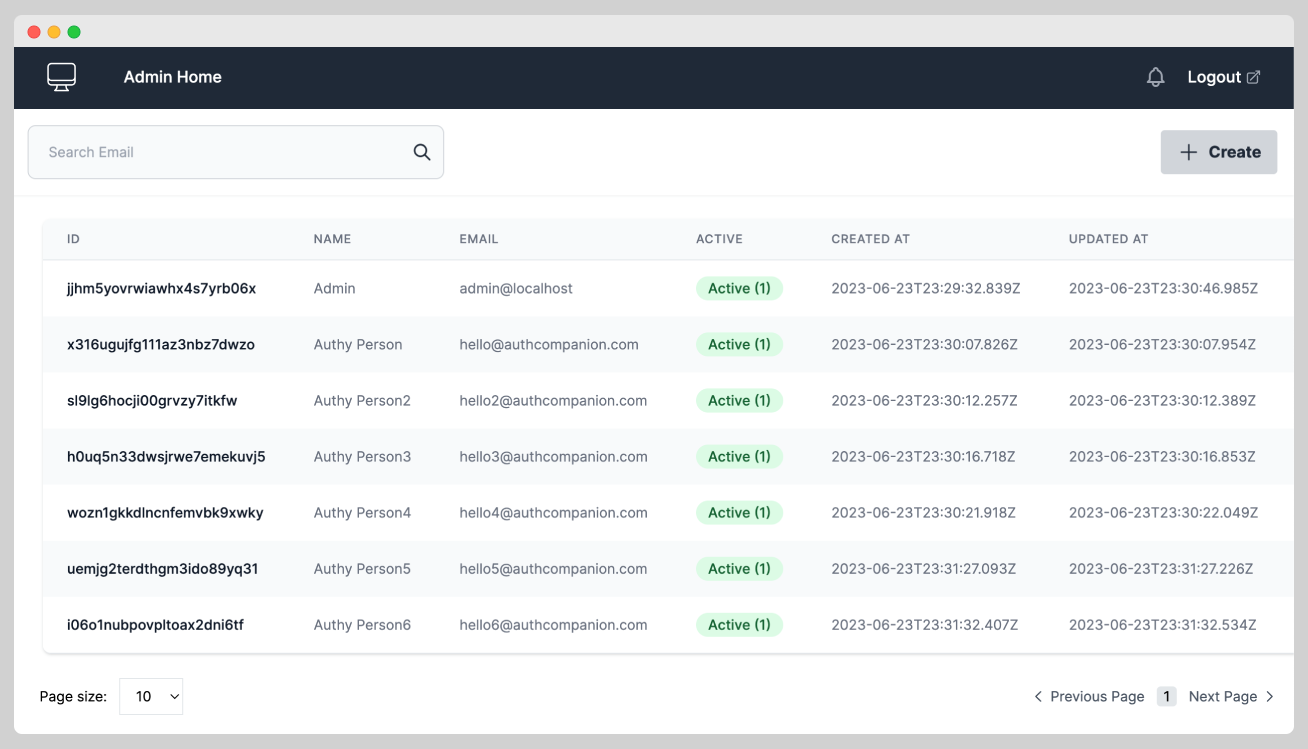 Admin Home Logout
Search Email + Create
ID NAME EMAIL ACTIVE CREATED AT UPDATED AT
jjhm5yovrwiawhx4s7yrb06x Admin admin@localhost Active (1) 2023-06-23T23:29:32.839Z 2023-06-23T23:30:46.985Z
x316ugujfg111az3nbz7dwzo Authy Person hello@authcompanion.com Active (1) 2023-06-23T23:30:07.826Z 2023-06-23T23:30:07.954Z
sl9lg6hocji00grvzy7itkfw Authy Person2 hello2@authcompanion.com Active (1) 2023-06-23T23:30:12.257Z 2023-06-23T23:30:12.389Z
h0uq5n33dwsjrwe7emekuvj5 Authy Person3 hello3@authcompanion.com Active (1) 2023-06-23T23:30:16.718Z 2023-06-23T23:30:16.853Z
wozn1gkkdlncnfemvbk9xwky Authy Person4 hello4@authcompanion.com Active (1) 2023-06-23T23:30:21.918Z 2023-06-23T23:30:22.049Z
uemjg2terdthgm3ido89yq31 Authy Person5 hello5@authcompanion.com Active (1) 2023-06-23T23:31:27.093Z 2023-06-23T23:31:27.226Z
i06o1nubpovpltoax2dni6tf Authy Person6 hello6@authcompanion.com Active (1) 2023-06-23T23:31:32.407Z 2023-06-23T23:31:32.534Z
Page size: 10 Previous Page 1 Next Page